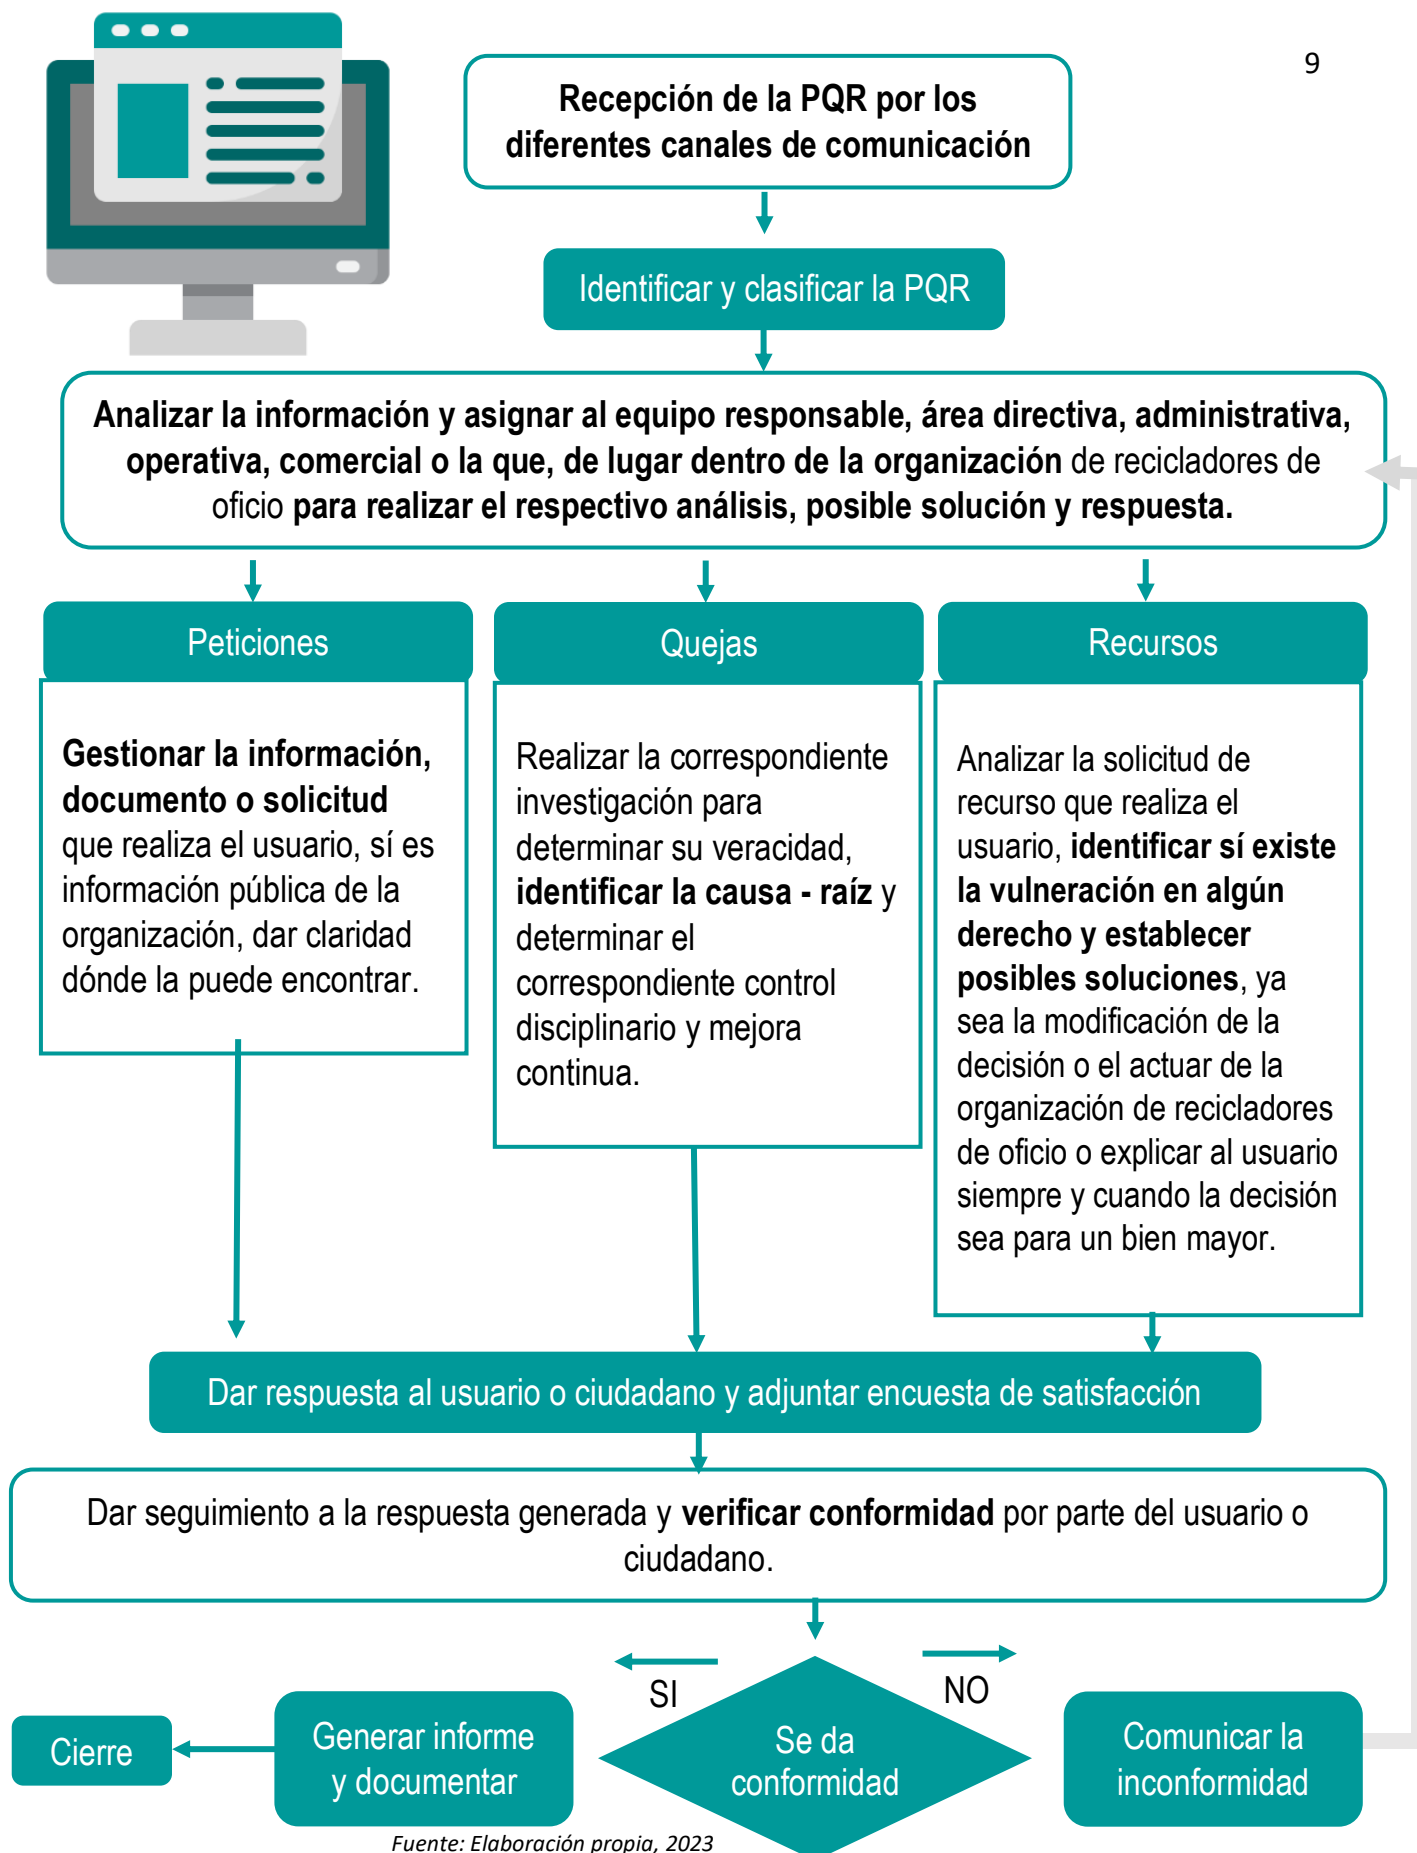 9
Recepción de la PQR por los
diferentes canales de comunicación
Identificar y clasificar la PQR
Analizar la información y asignar al equipo responsable, área directiva, administrativa,
operativa, comercial o la que, de lugar dentro de la organización de recicladores de
oficio para realizar el respectivo análisis, posible solución y respuesta.
Peticiones
Gestionar la información,
documento o solicitud
que realiza el usuario, sí es
información pública de la
organización, dar claridad
dónde la puede encontrar.
Quejas
Realizar la correspondiente
investigación para
determinar su veracidad,
identificar la causa - raíz y
determinar el
correspondiente control
disciplinario y mejora
continua.
Recursos
Analizar la solicitud de
recurso que realiza el
usuario, identificar sí existe
la vulneración en algún
derecho y establecer
posibles soluciones, ya
sea la modificación de la
decisión o el actuar de la
organización de recicladores
de oficio o explicar al usuario
siempre y cuando la decisión
sea para un bien mayor.
Dar respuesta al usuario o ciudadano y adjuntar encuesta de satisfacción
Dar seguimiento a la respuesta generada y verificar conformidad por parte del usuario o
ciudadano.
SI
NO
Cierre
Generar informe
y documentar
Se da
conformidad
Comunicar la
inconformidad
Fuente: Elaboración propia, 2023